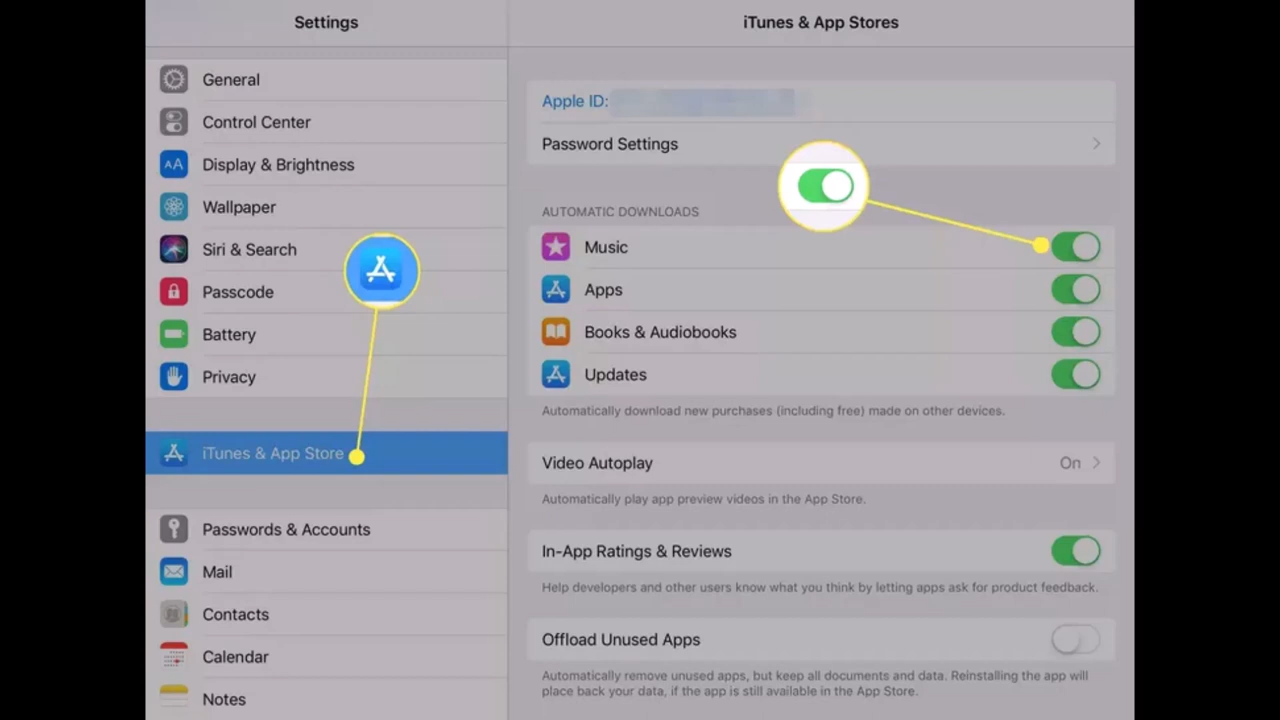 Settings
General
Control Center
AA Display & Brightness
Wallpaper
Siri & Search
Passcode
Battery
Privacy
iTunes & App Store
Passwords & Accounts
Mail
Contacts
Calendar
Notes
iTunes & App Stores
Apple ID:
Password Settings
AUTOMATIC DOWNLOADS
Music
Apps
Books & Audiobooks
Updates
Automatically download new purchases (including free) made on other devices.
Video Autoplay On
Automatically play app preview videos in the App Store.
In-App Ratings & Reviews
Help developers and other users know what you think by letting apps ask for product feedback.
Offload Unused Apps
Automatically remove unused apps, but keep all documents and data. Reinstalling the app will
place back your data, if the app is still available in the App Store.